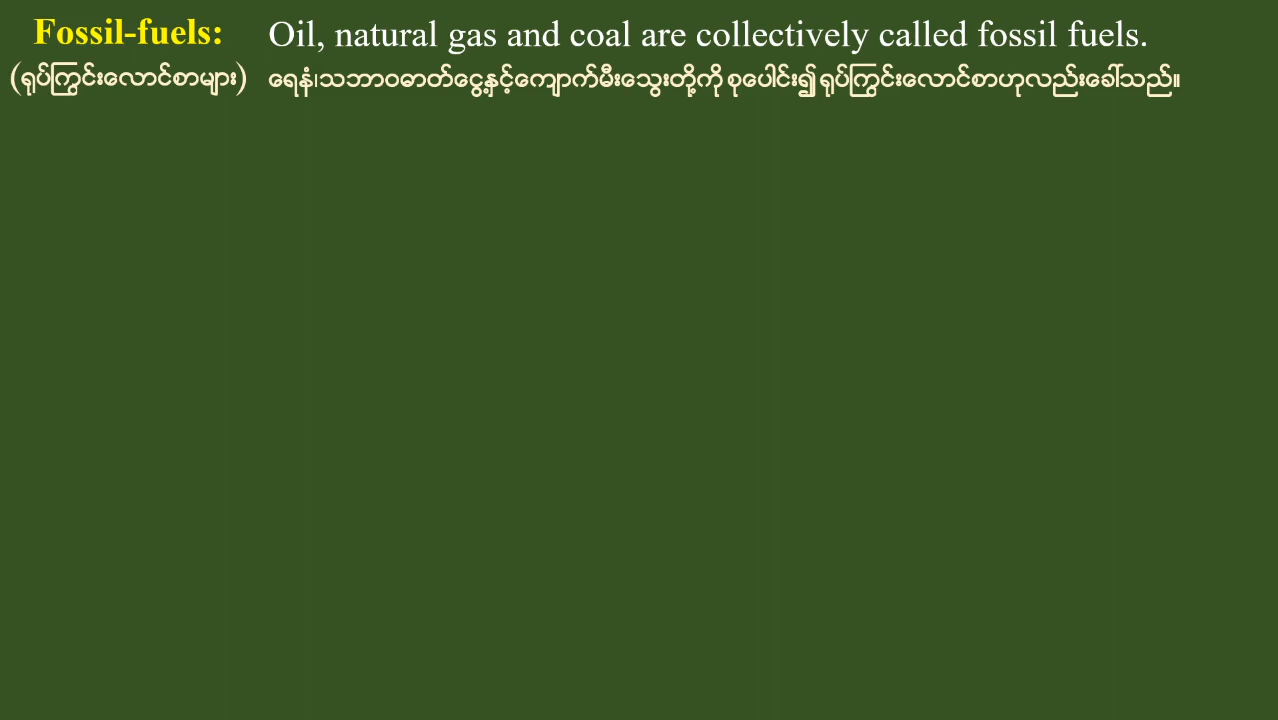 Fossil-fuels: Oil, natural gas and coal are collectively called fossil fuels.
(ရုပ်ကြွင်းလောင်စာများ) ရေနံ၊သဘာဝဓာတ်ငွေ့နှင့်ကျောက်မီးသွေးတို့ကို စုပေါင်း၍ ရုပ်ကြွင်းလောင်စာဟုလည်းခေါ်သည်။